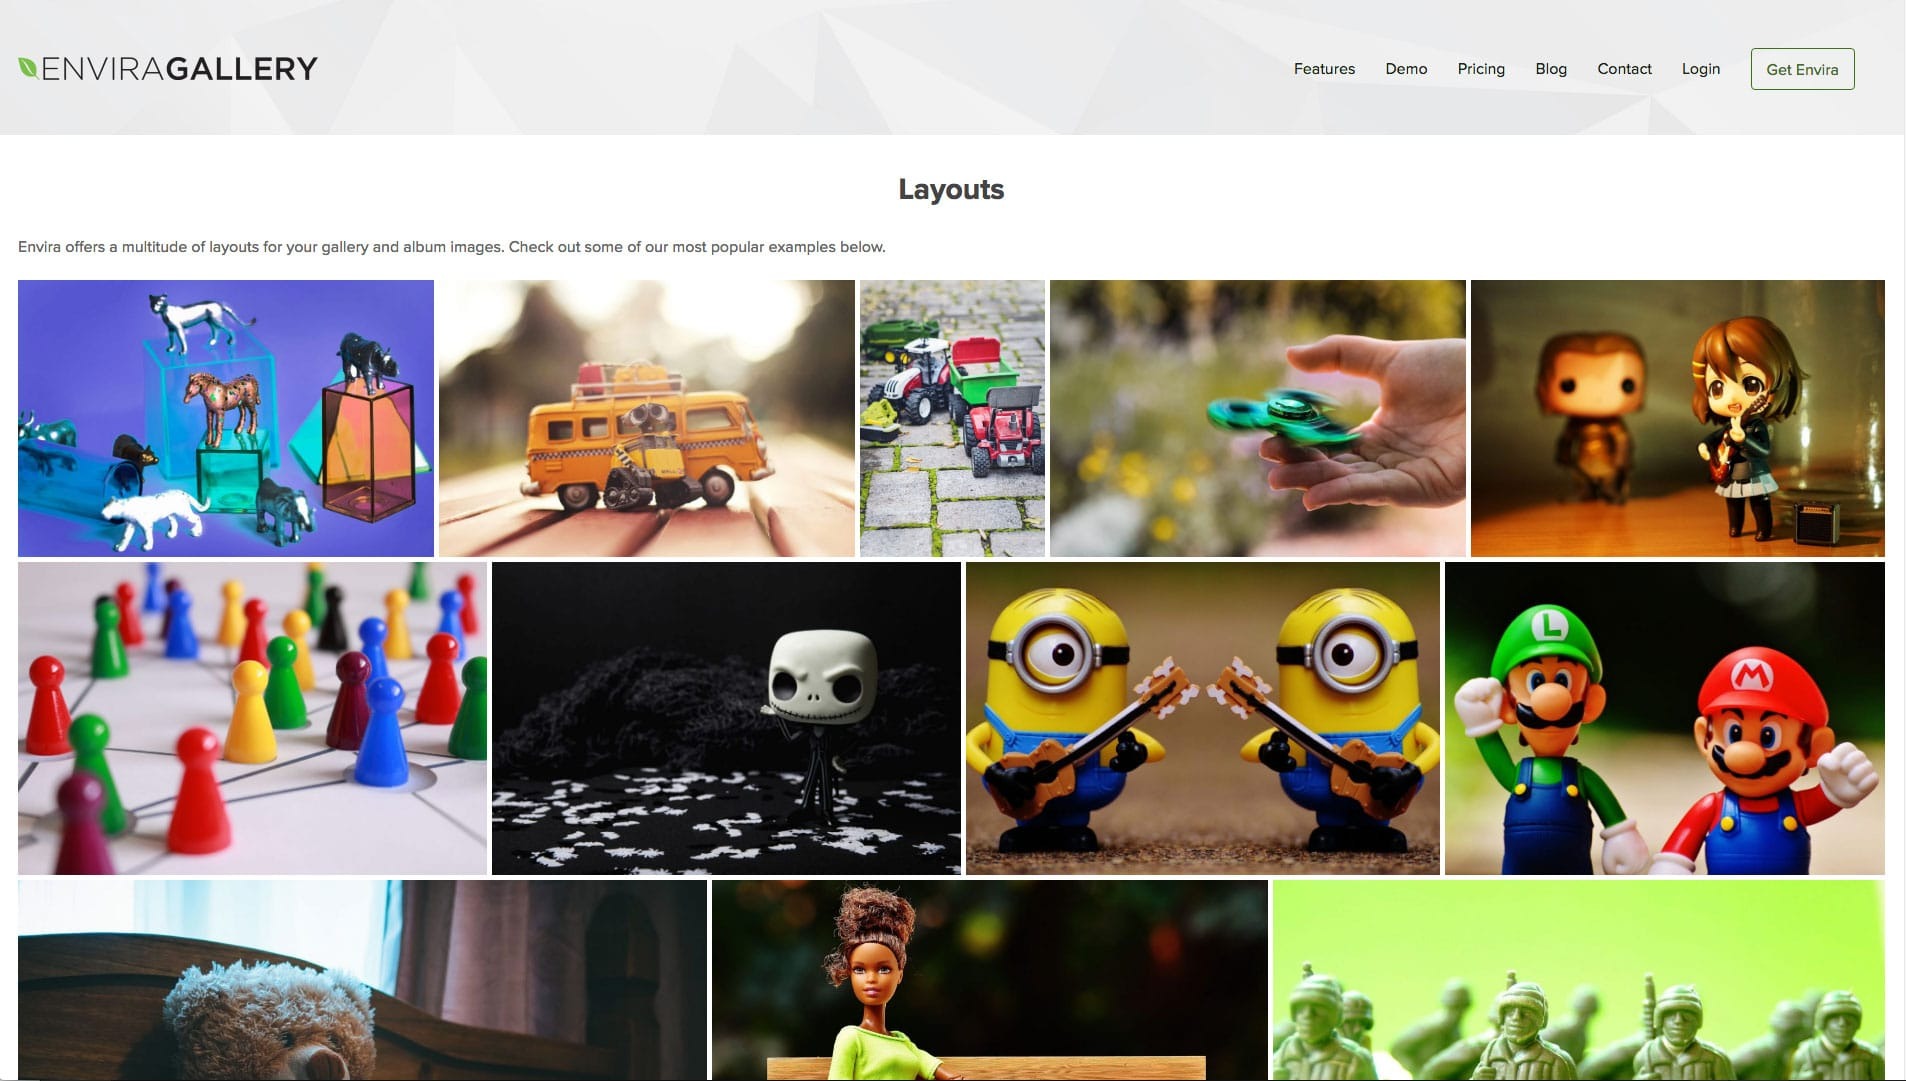 ENVIRAGALLERY
Features Demo Pricing Blog Contact Login Get Envira
Layouts
Envira offers a multitude of layouts for your gallery and album images. Check out some of our most popular examples below.
WALL·E
L
M